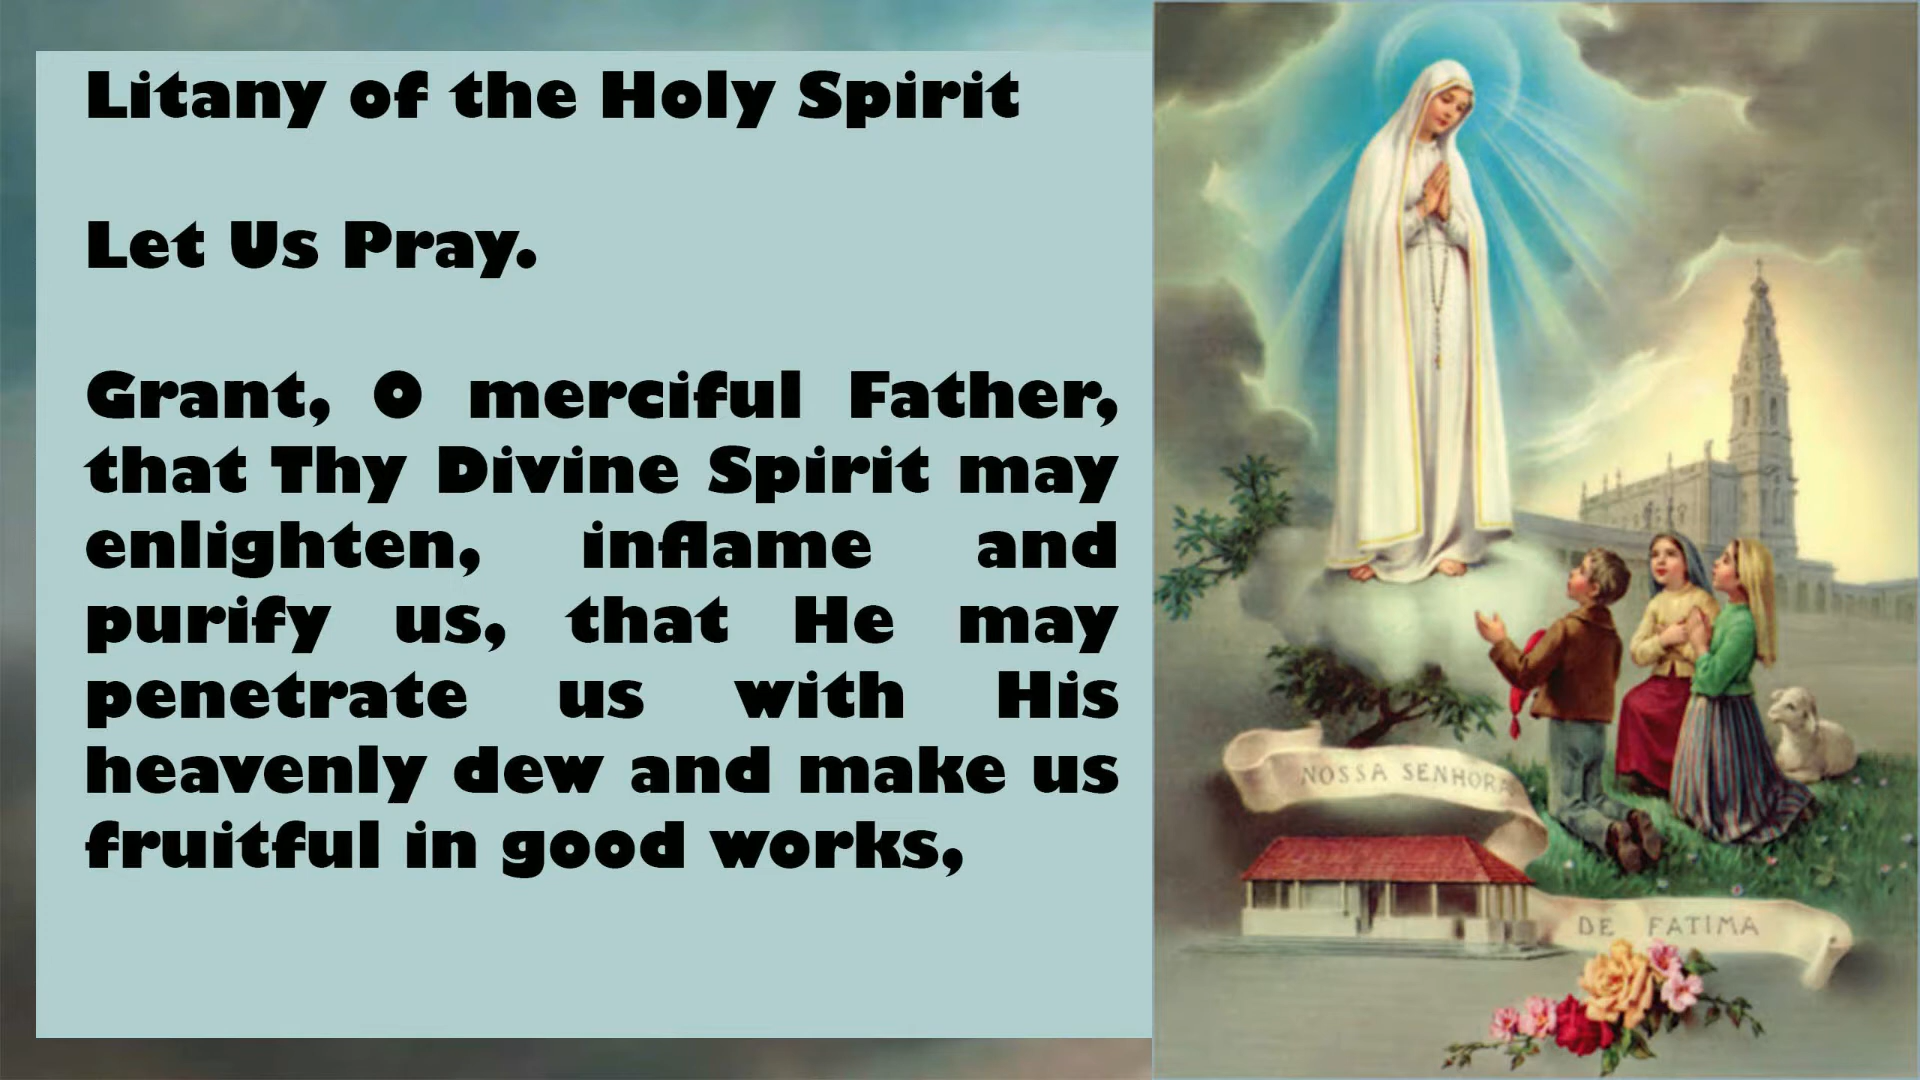 Litany of the Holy Spirit
Let Us Pray.
Grant, O merciful Father,
that Thy Divine Spirit may
enlighten, inflame and
purify us, that He may
penetrate us with His
heavenly dew and make us
fruitful in good works,
NOSSA SENHORA
DE FATIMA